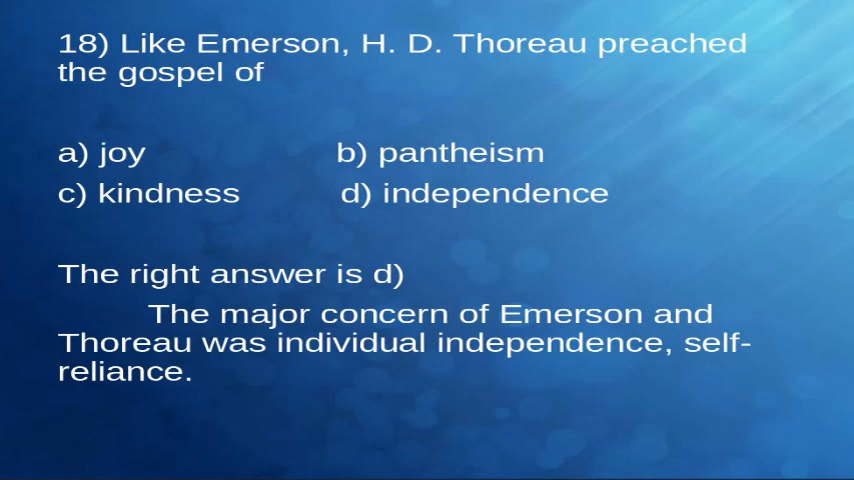 18) Like Emerson, H. D. Thoreau preached
the gospel of
a) joy b) pantheism
c) kindness d) independence
The right answer is d)
The major concern of Emerson and
Thoreau was individual independence, self-
reliance.